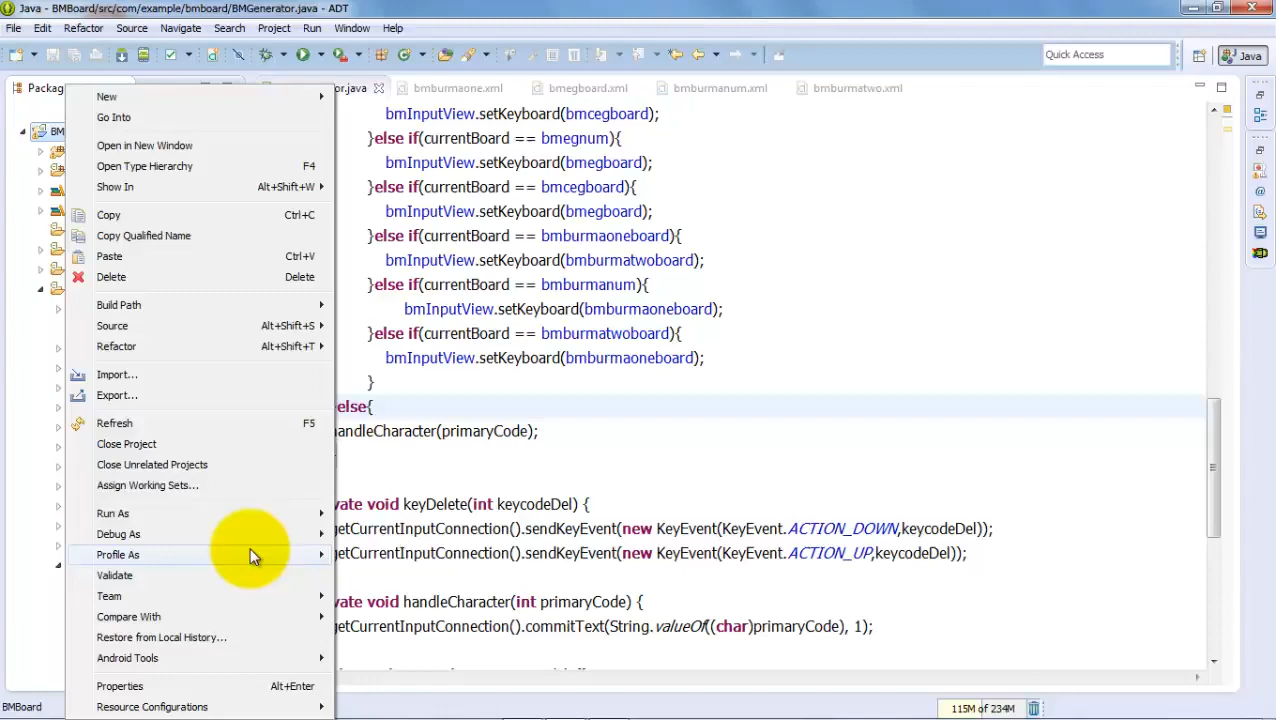 Java - BMBoard/src/com/example/bmboard/BMGenerator.java - ADT
File Edit Refactor Source Navigate Search Project Run Window Help
Quick Access
Java
Packag
r.java
bmburmaone.xml
bmegboard.xml
bmburmanum.xml
bmburmatwo.xml
BM
New
Go Into
Open in New Window
Open Type Hierarchy F4
Show In Alt+Shift+W
Copy Ctrl+C
Copy Qualified Name
Paste Ctrl+V
Delete Delete
Build Path
Source Alt+Shift+S
Refactor Alt+Shift+T
Import...
Export...
Refresh F5
Close Project
Close Unrelated Projects
Assign Working Sets...
Run As
Debug As
Profile As
Validate
Team
Compare With
Restore from Local History...
Android Tools
Properties Alt+Enter
Resource Configurations
bmInputView.setKeyboard(bmcegboard);
}else if(currentBoard == bmegnum){
bmInputView.setKeyboard(bmegboard);
}else if(currentBoard == bmcegboard){
bmInputView.setKeyboard(bmegboard);
}else if(currentBoard == bmburmaoneboard){
bmInputView.setKeyboard(bmburmatwoboard);
}else if(currentBoard == bmburmanum){
bmInputView.setKeyboard(bmburmaoneboard);
}else if(currentBoard == bmburmatwoboard){
bmInputView.setKeyboard(bmburmaoneboard);
}
else{
handleCharacter(primaryCode);
vate void keyDelete(int keycodeDel) {
getCurrentInputConnection().sendKeyEvent(new KeyEvent(KeyEvent.ACTION_DOWN,keycodeDel));
getCurrentInputConnection().sendKeyEvent(new KeyEvent(KeyEvent.ACTION_UP,keycodeDel));
vate void handleCharacter(int primaryCode) {
getCurrentInputConnection().commitText(String.valueOf((char)primaryCode), 1);
BMBoard
115M of 234M